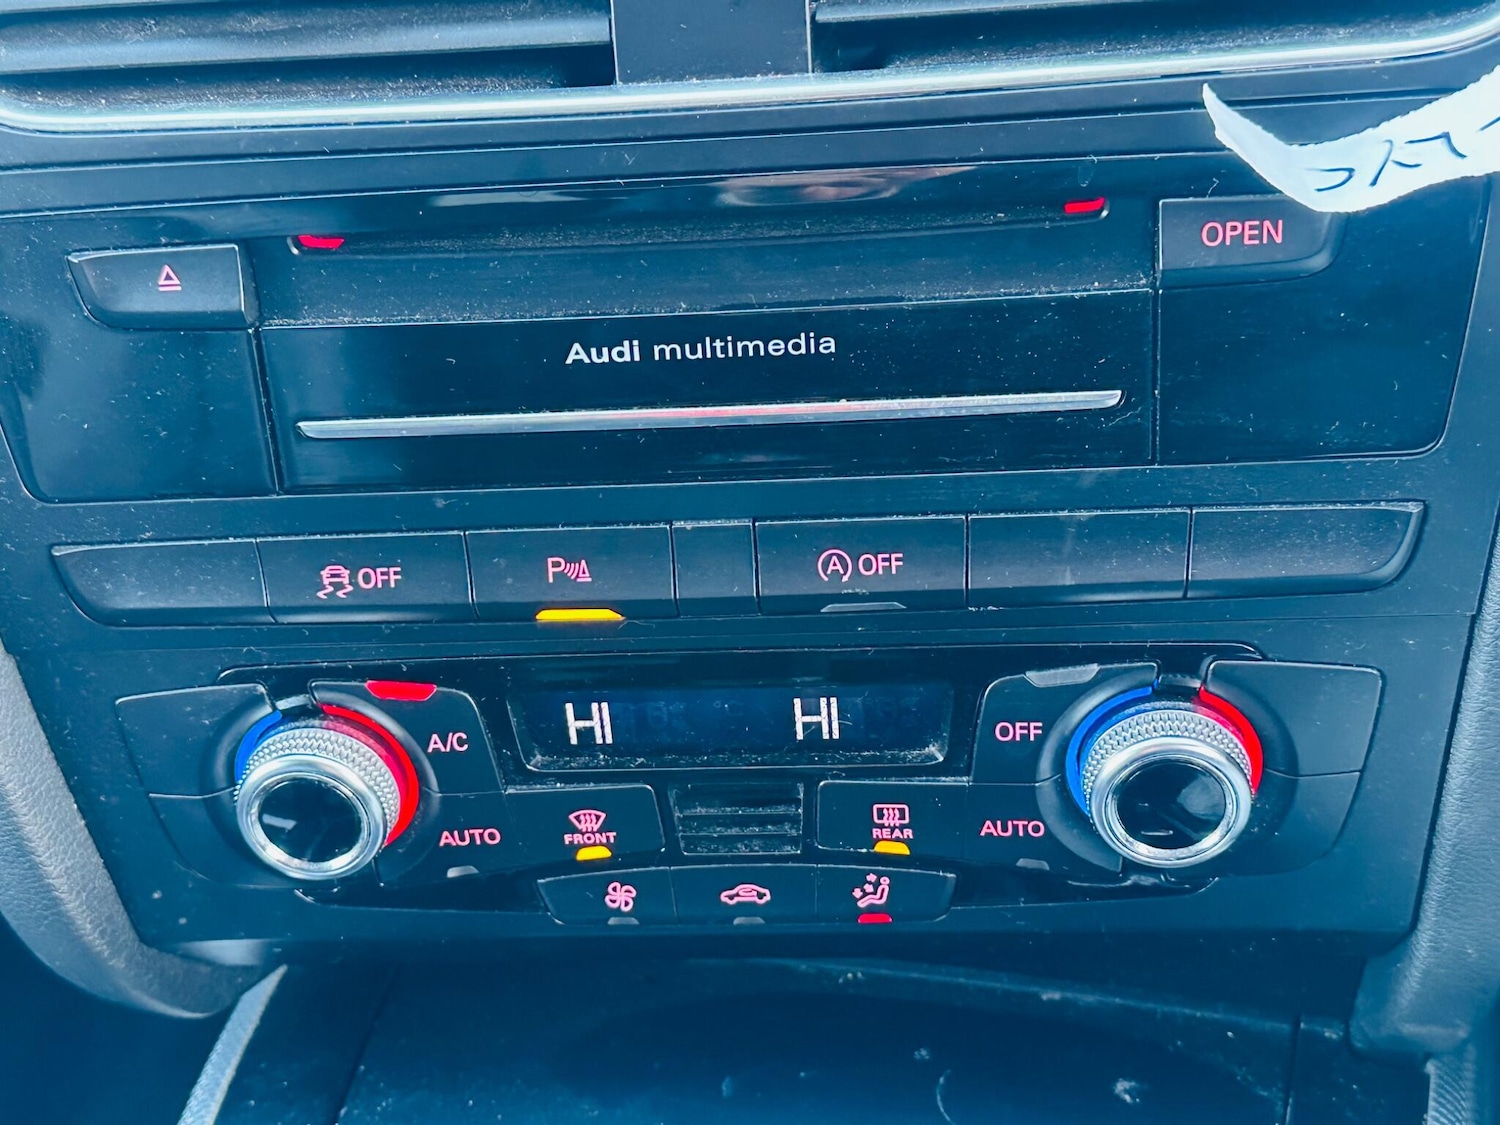 OPEN
Audi multimedia
OFF
P
A OFF
HI HI
A/C
OFF
AUTO
FRONT
REAR
AUTO